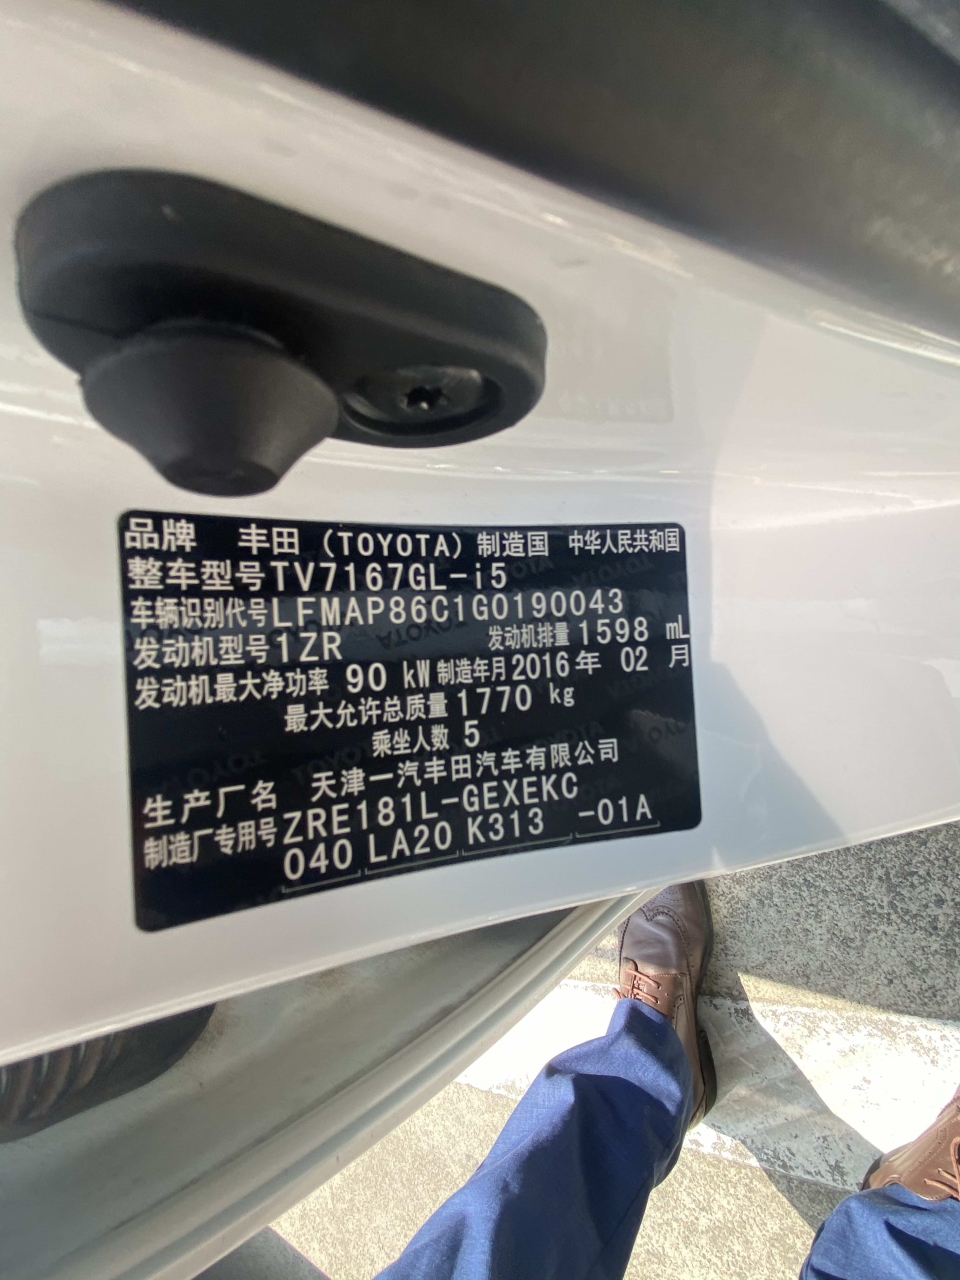 品牌 丰田（TOYOTA）制造国 中华人民共和国
整车型号TV7167GL-i5
车辆识别代号LFMAP86C1G0190043
发动机型号1ZR 发动机排量1598 mL
发动机最大净功率 90 kW 制造年月2016年 02 月
最大允许总质量1770 kg
乘坐人数 5
生产厂名 天津一汽丰田汽车有限公司
制造厂专用号ZRE181L-GEXEKC
040 LA20 K313 -01A